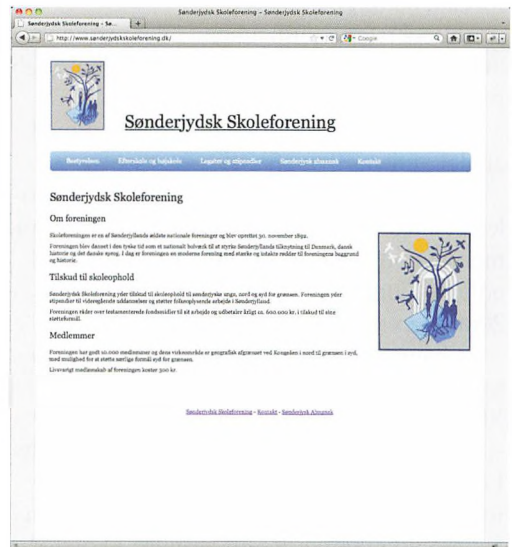 Sønderjydsk Skoleforening – Sønderjydsk Skoleforening
Sønderjydsk Skoleforening – Sø...
http://www.sønderjydskskoleforening.dk/
Google
Sønderjydsk Skoleforening
Bestyrelsen Efterskole og højskole Legater og stipendier Sønderjysk almanak Kontakt
Sønderjydsk Skoleforening
Om foreningen
Skoleforeningen er en af Sønderjyllands ældste nationale foreninger og blev oprettet 30. november 1892.
Foreningen blev dannet i den tyske tid som et nationalt bolværk til at styrke Sønderjyllands tilknytning til Danmark, dansk
historie og det danske sprog. I dag er foreningen en moderne forening med stærke og intakte rødder til foreningens baggrund
og historie.
Tilskud til skoleophold
Sønderjydsk Skoleforening yder tilskud til skoleophold til sønderjyske unge, nord og syd for grænsen. Foreningen yder
stipendier til videregående uddannelser og støtter folkeoplysende arbejde i Sønderjylland.
Foreningen råder over testamenterede fondsmidler til sit arbejde og udbetaler årligt ca. 600.000 kr. i tilskud til sine
støtteformål.
Medlemmer
Foreningen har godt 10.000 medlemmer og dens virkeområde er geografisk afgrænset ved Kongeåen i nord til grænsen i syd,
med mulighed for at støtte særlige formål syd for grænsen.
Livsvarigt medlemskab af foreningen koster 300 kr.
Sønderjydsk Skoleforening - Kontakt - Sønderjysk Almanak